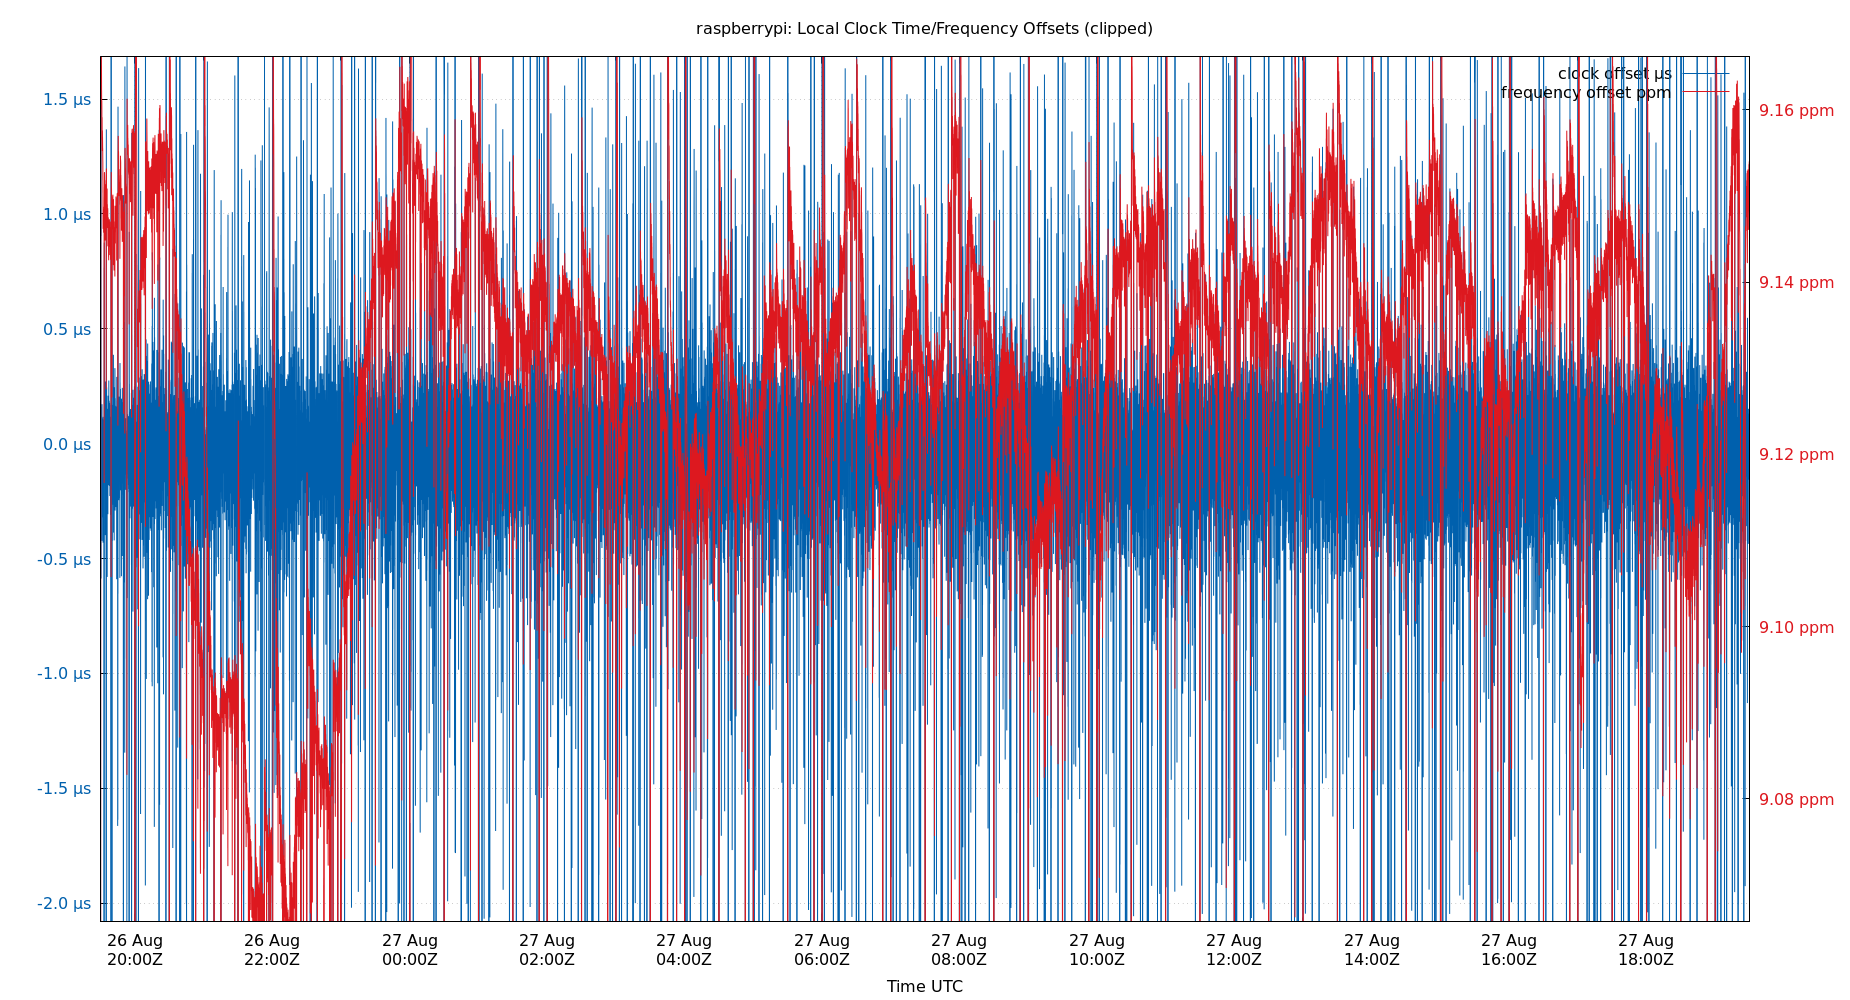 raspberrypi: Local Clock Time/Frequency Offsets (clipped)
clock offset µs
frequency offset ppm
1.5 µs
1.0 µs
0.5 µs
0.0 µs
-0.5 µs
-1.0 µs
-1.5 µs
-2.0 µs
9.16 ppm
9.14 ppm
9.12 ppm
9.10 ppm
9.08 ppm
26 Aug 26 Aug 27 Aug 27 Aug 27 Aug 27 Aug 27 Aug 27 Aug 27 Aug 27 Aug 27 Aug 27 Aug
20:00Z 22:00Z 00:00Z 02:00Z 04:00Z 06:00Z 08:00Z 10:00Z 12:00Z 14:00Z 16:00Z 18:00Z
Time UTC